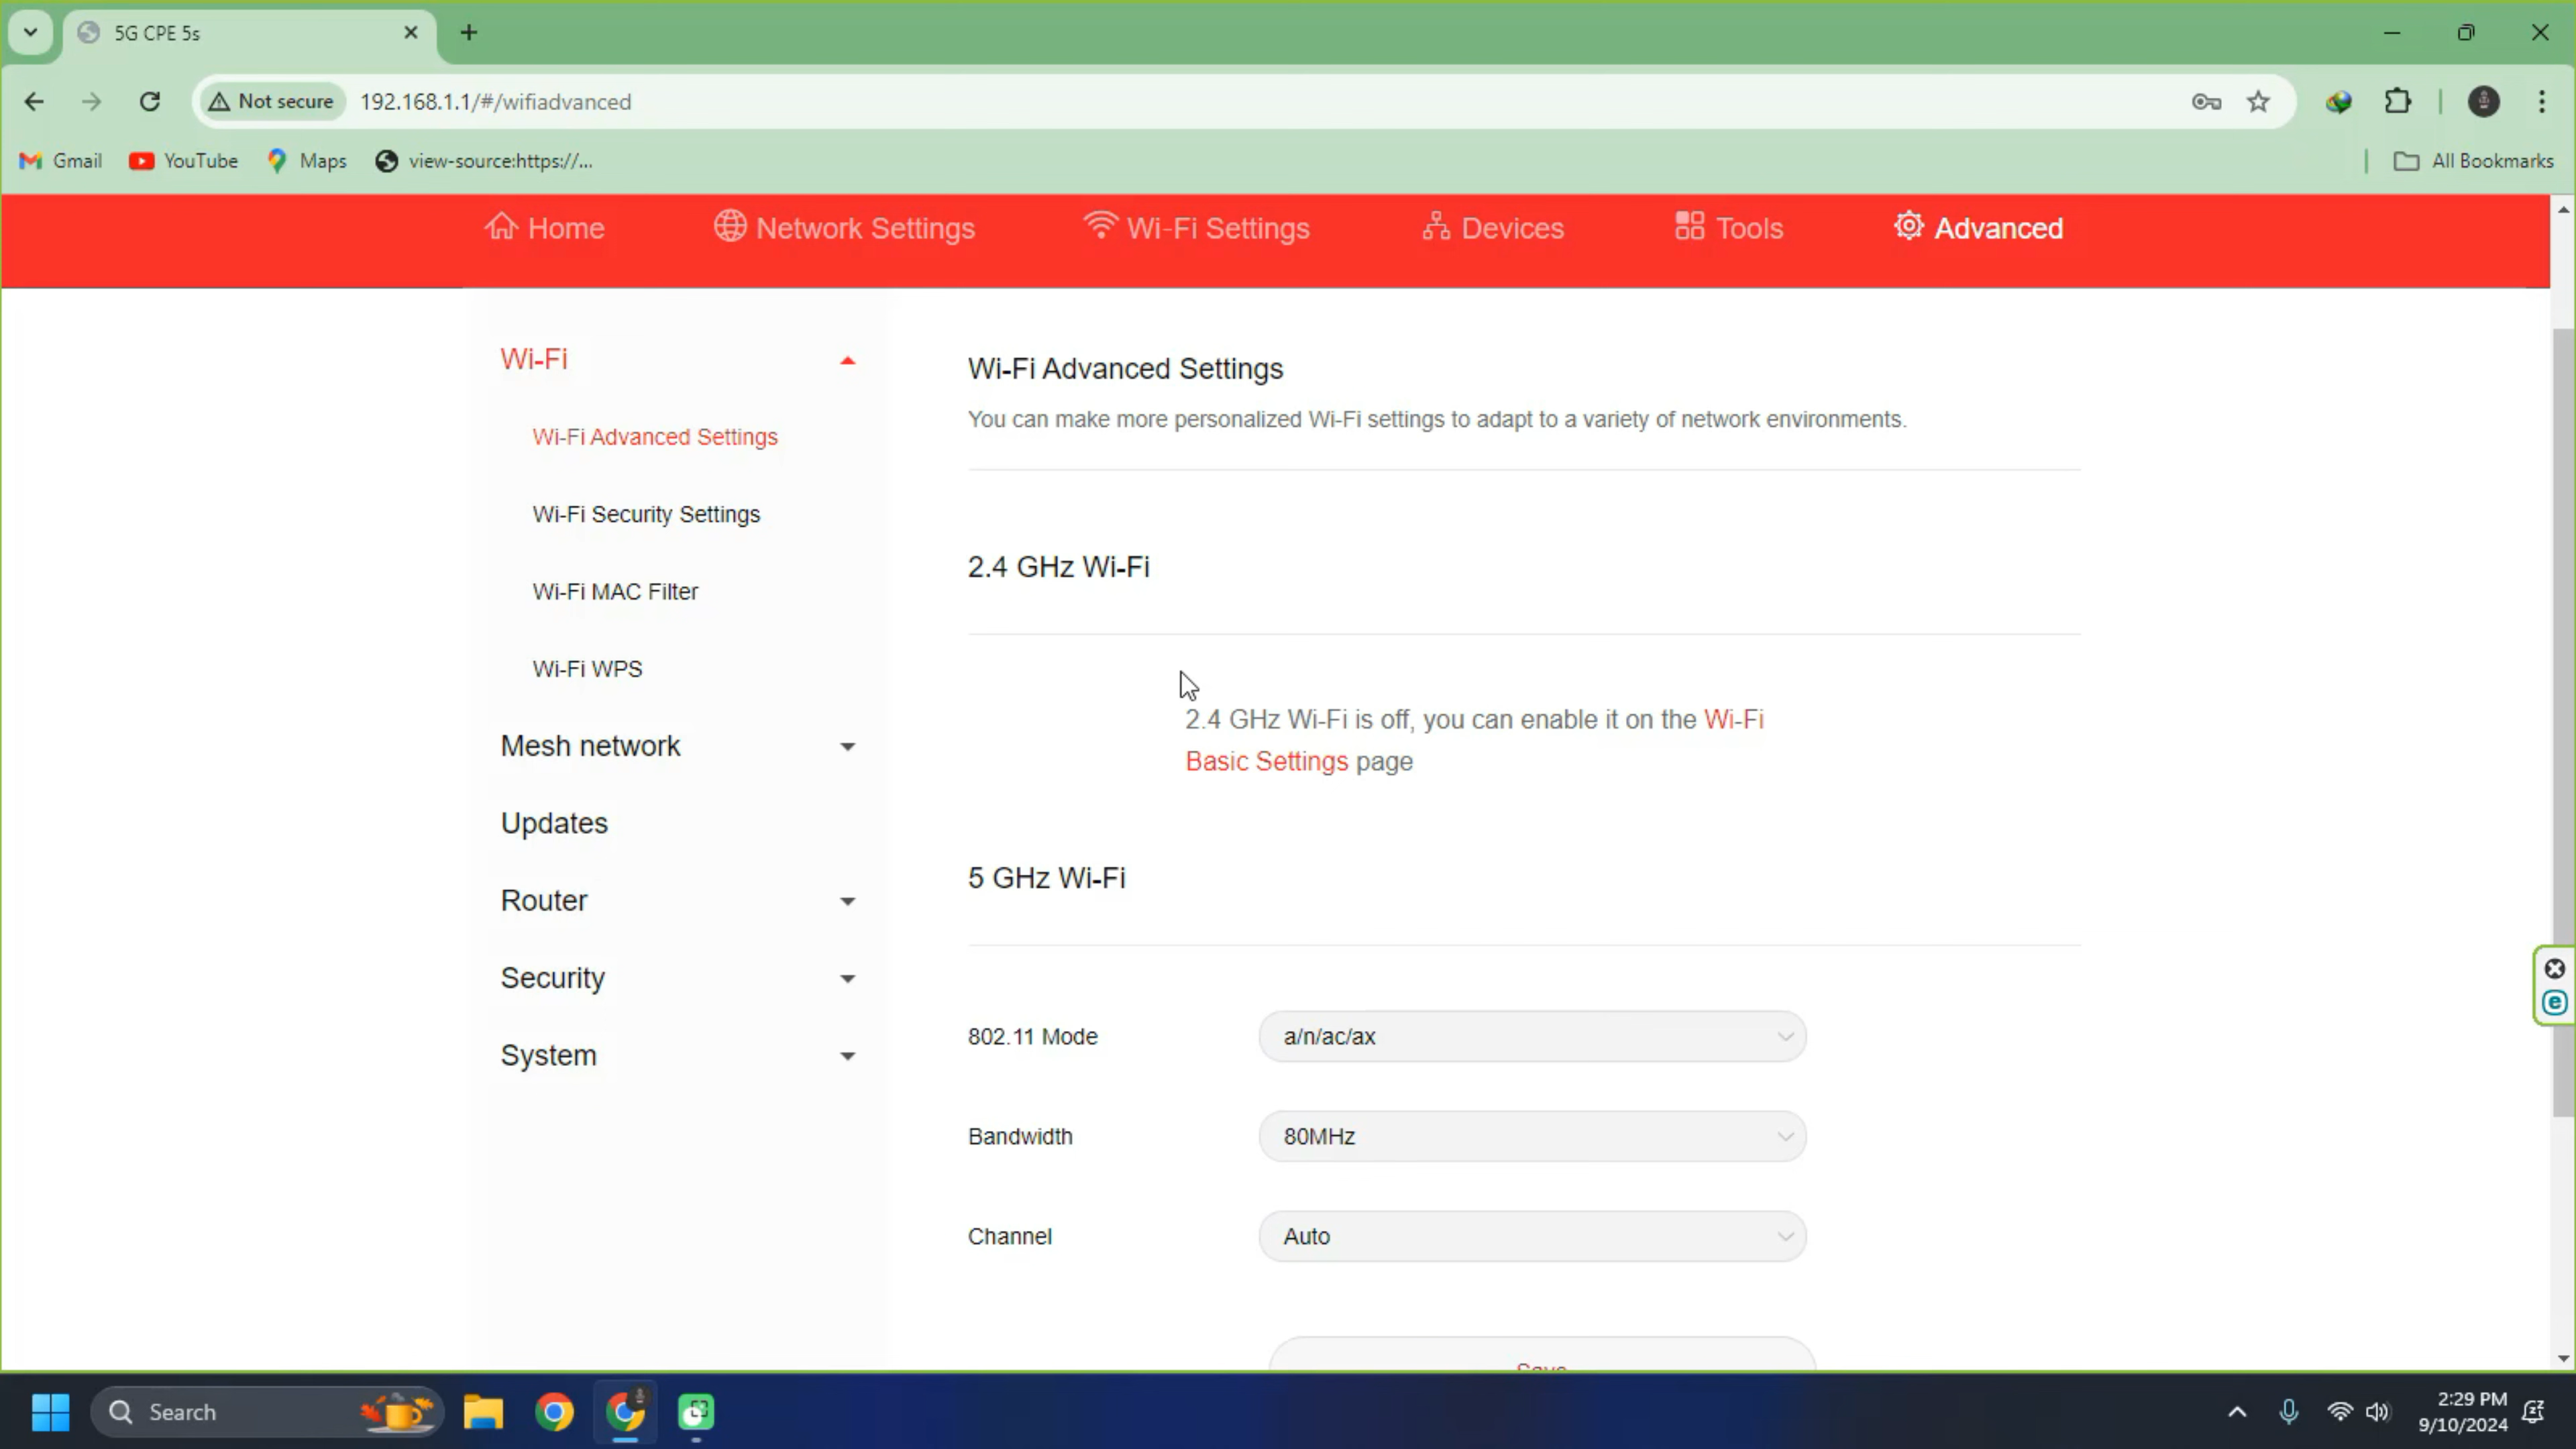 5G CPE 5s
Not secure 192.168.1.1/#/wifiadvanced
Gmail YouTube Maps view-source:https://... All Bookmarks
Home Network Settings Wi-Fi Settings Devices Tools Advanced
Wi-Fi
Wi-Fi Advanced Settings
Wi-Fi Security Settings
Wi-Fi MAC Filter
Wi-Fi WPS
Mesh network
Updates
Router
Security
System
Wi-Fi Advanced Settings
You can make more personalized Wi-Fi settings to adapt to a variety of network environments.
2.4 GHz Wi-Fi
2.4 GHz Wi-Fi is off, you can enable it on the Wi-Fi
Basic Settings page
5 GHz Wi-Fi
802.11 Mode a/n/ac/ax
Bandwidth 80MHz
Channel Auto
Save
Search
2:29 PM
9/10/2024